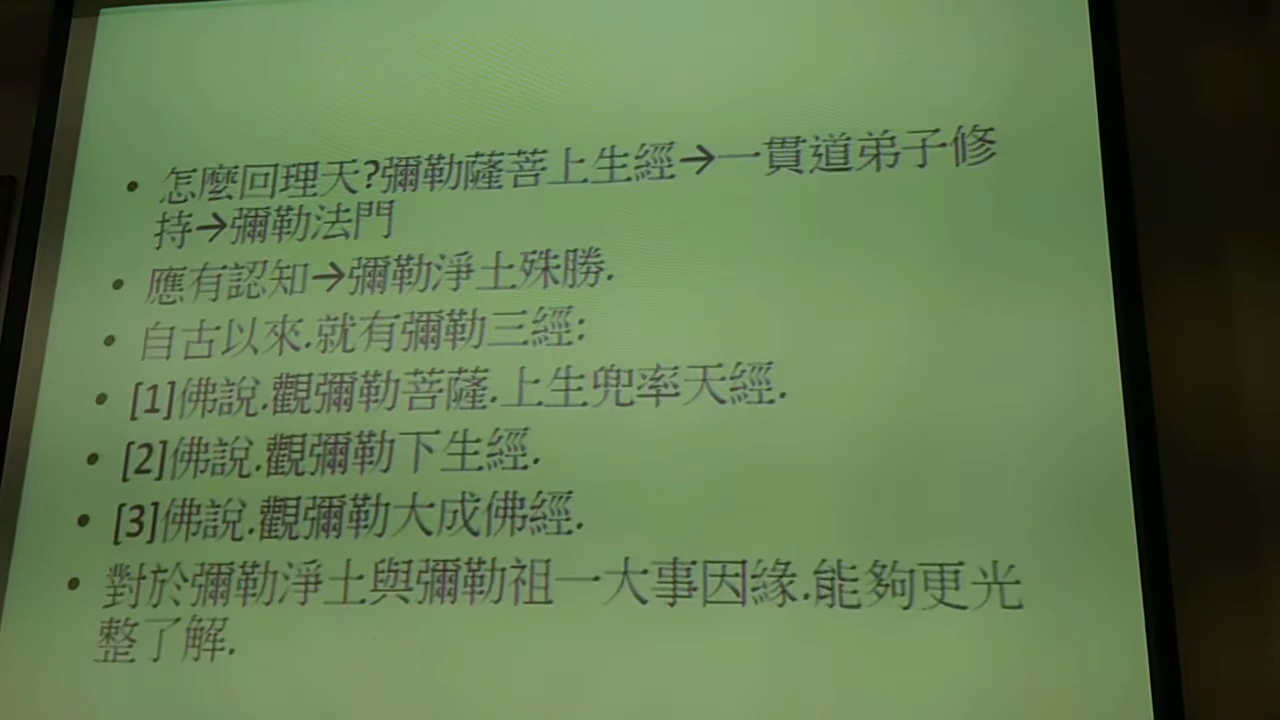 • 怎麼回理天?彌勒薩菩上生經→一貫道弟子修
持→彌勒法門
• 應有認知→彌勒淨土殊勝.
• 自古以來.就有彌勒三經:
• [1]佛說.觀彌勒菩薩.上生兜率天經.
• [2]佛說.觀彌勒下生經.
• [3]佛說.觀彌勒大成佛經.
• 對於彌勒淨土與彌勒祖一大事因緣.能夠更光
整了解.